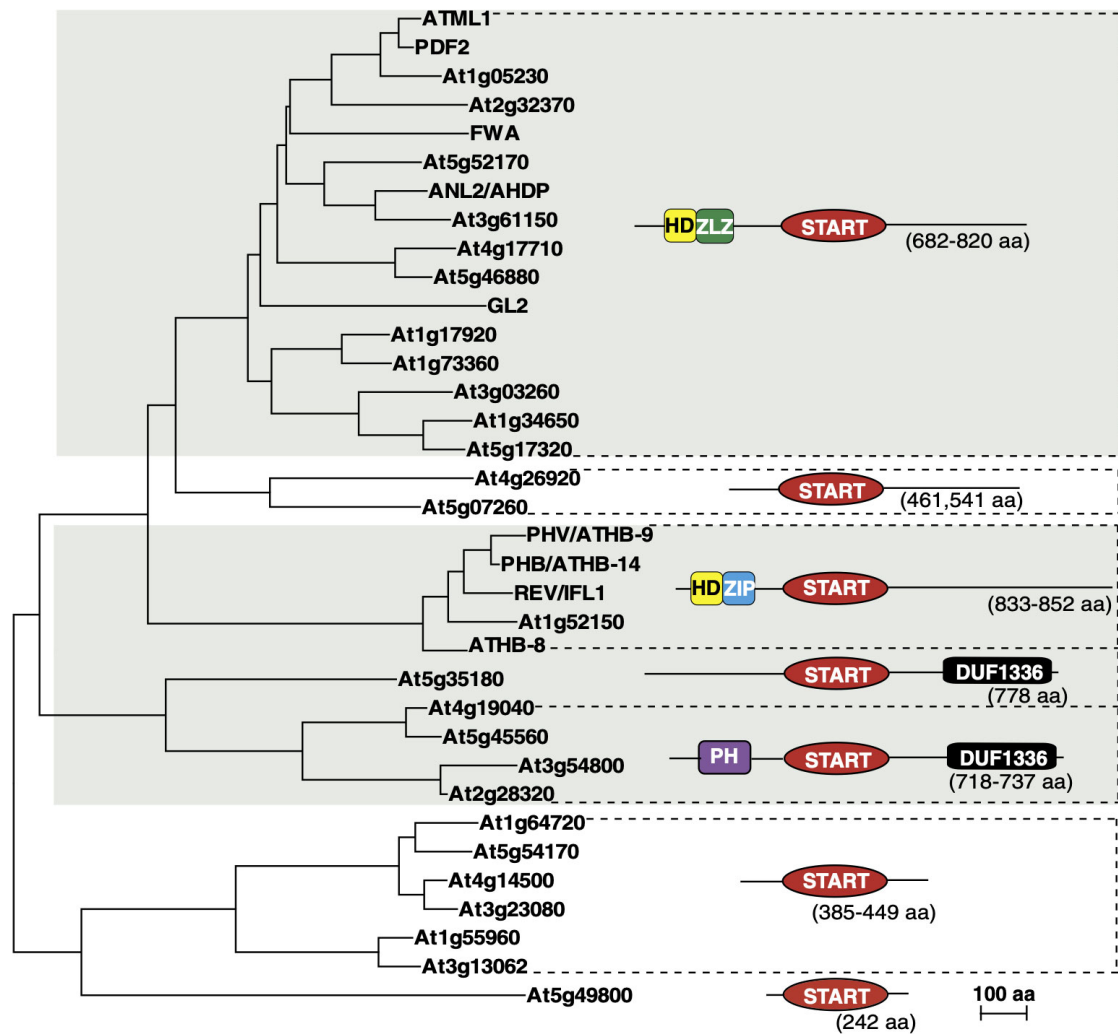 ATML1
PDF2
At1g05230
At2g32370
FWA
At5g52170
ANL2/AHDP
At3g61150
HD ZLZ START
(682-820 aa)
At4g17710
At5g46880
GL2
At1g17920
At1g73360
At3g03260
At1g34650
At5g17320
At4g26920
START
(461,541 aa)
At5g07260
PHV/ATHB-9
PHB/ATHB-14
REV/IFL1
HD ZIP START
(833-852 aa)
At1g52150
ATHB-8
At5g35180
START DUF1336
(778 aa)
At4g19040
At5g45560
PH START DUF1336
(718-737 aa)
At3g54800
At2g28320
At1g64720
At5g54170
At4g14500
START
(385-449 aa)
At3g23080
At1g55960
At3g13062
At5g49800
START
(242 aa)
100 aa